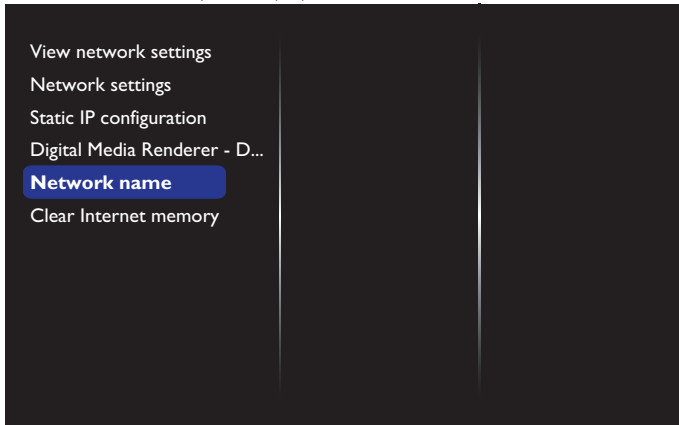 View network settings
Network settings
Static IP configuration
Digital Media Renderer - D...
Network name
Clear Internet memory